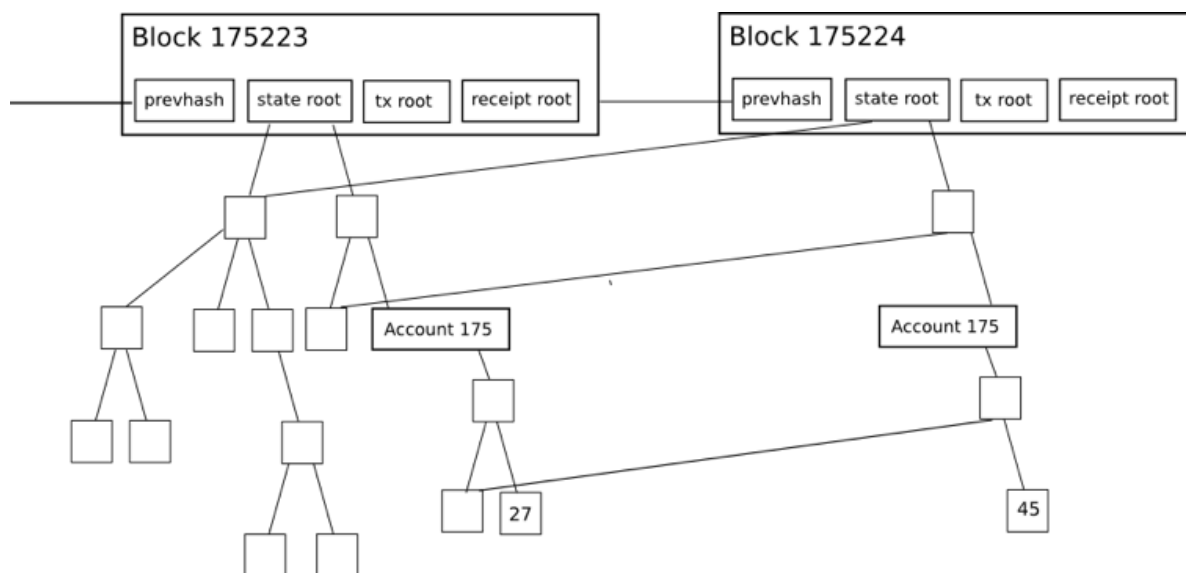 Block 175223
Block 175224
prevhash
state root
tx root
receipt root
prevhash
state root
tx root
receipt root
Account 175
Account 175
27
45